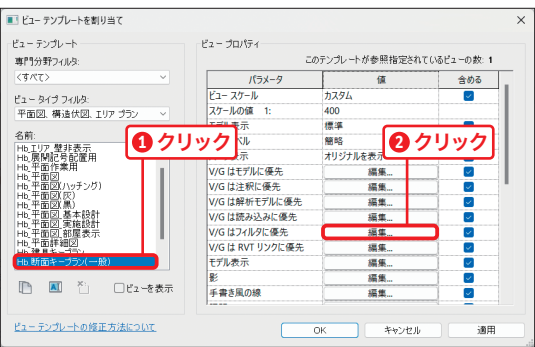 ビュー テンプレートを割り当て
ビュー テンプレート
専門分野フィルタ:
<すべて>
ビュー タイプ フィルタ:
平面図、構造伏図、エリア プラン
名前:
Hb_エリア_壁非表示
Hb_展開記号配置用
Hb_平面作業用
Hb_平面図
Hb_平面図(ハッチング)
Hb_平面図(灰)
Hb_平面図(黒)
Hb_平面図_基本設計
Hb_平面図_実施設計
Hb_平面図_部屋表示
Hb_平面詳細図
Hb_断面キープラン(一般)
❶ クリック
ビューを表示
ビュー プロパティ
このテンプレートが参照指定されているビューの数: 1
パラメータ 値 含める
ビュー スケール カスタム
スケールの値 1: 400
標準
簡略
オリジナルを表示
❷ クリック
V/G はモデルに優先 編集...
V/G は注釈に優先 編集...
V/G は解析モデルに優先 編集...
V/G は読み込みに優先 編集...
V/G はフィルタに優先 編集...
V/G は RVT リンクに優先 編集...
モデル表示 編集...
影 編集...
手書き風の線 編集...
ビュー テンプレートの修正方法について
OK キャンセル 適用